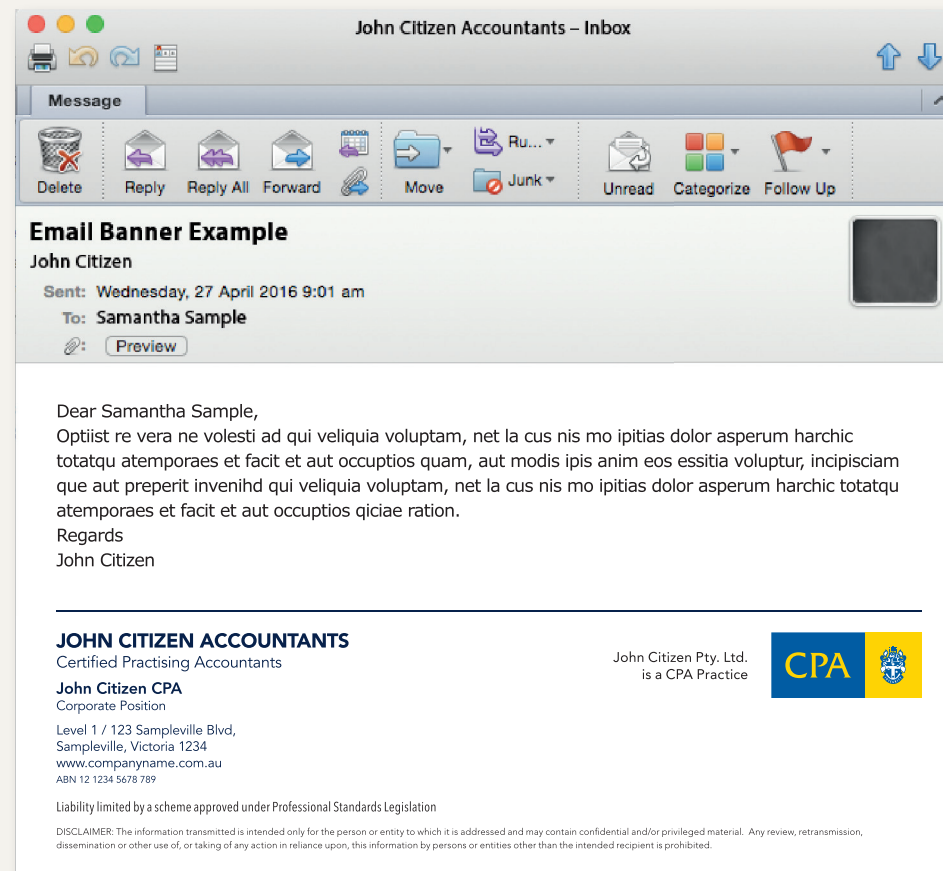 John Citizen Accountants – Inbox
Message
Delete
Reply
Reply All
Forward
Move
Ru...
Junk
Unread
Categorize
Follow Up
Email Banner Example
John Citizen
Sent: Wednesday, 27 April 2016 9:01 am
To: Samantha Sample
Preview
Dear Samantha Sample,
Optiist re vera ne volesti ad qui veliquia voluptam, net la cus nis mo ipitias dolor asperum harchic
totatqu atemporaes et facit et aut occuptios quam, aut modis ipis anim eos essitia voluptur, incipisciam
que aut preperit invenihd qui veliquia voluptam, net la cus nis mo ipitias dolor asperum harchic totatqu
atemporaes et facit et aut occuptios qiciae ration.
Regards
John Citizen
JOHN CITIZEN ACCOUNTANTS
Certified Practising Accountants
John Citizen CPA
Corporate Position
Level 1 / 123 Sampleville Blvd,
Sampleville, Victoria 1234
www.companyname.com.au
ABN 12 1234 5678 789
John Citizen Pty. Ltd.
is a CPA Practice
CPA
Liability limited by a scheme approved under Professional Standards Legislation
DISCLAIMER: The information transmitted is intended only for the person or entity to which it is addressed and may contain confidential and/or privileged material.  Any review, retransmission,
dissemination or other use of, or taking of any action in reliance upon, this information by persons or entities other than the intended recipient is prohibited.